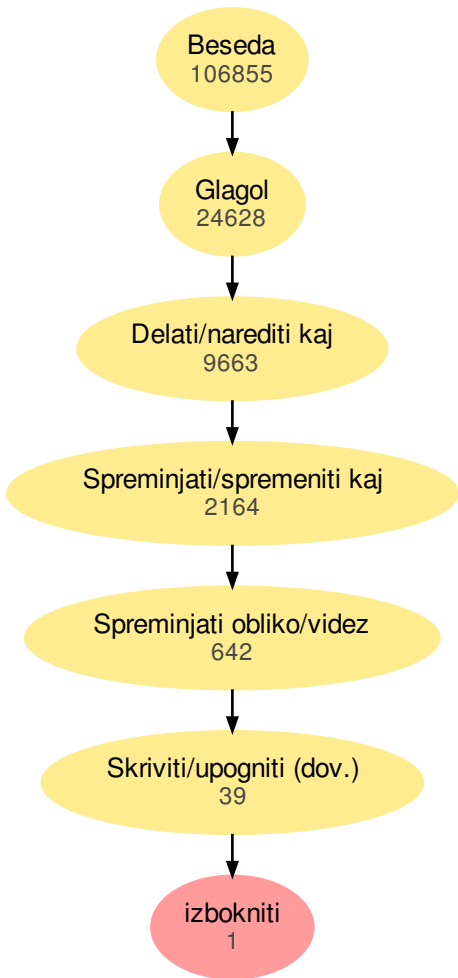 Beseda
106855
Glagol
24628
Delati/narediti kaj
9663
Spreminjati/spremeniti kaj
2164
Spreminjati obliko/videz
642
Skriviti/upogniti (dov.)
39
izbokniti
1